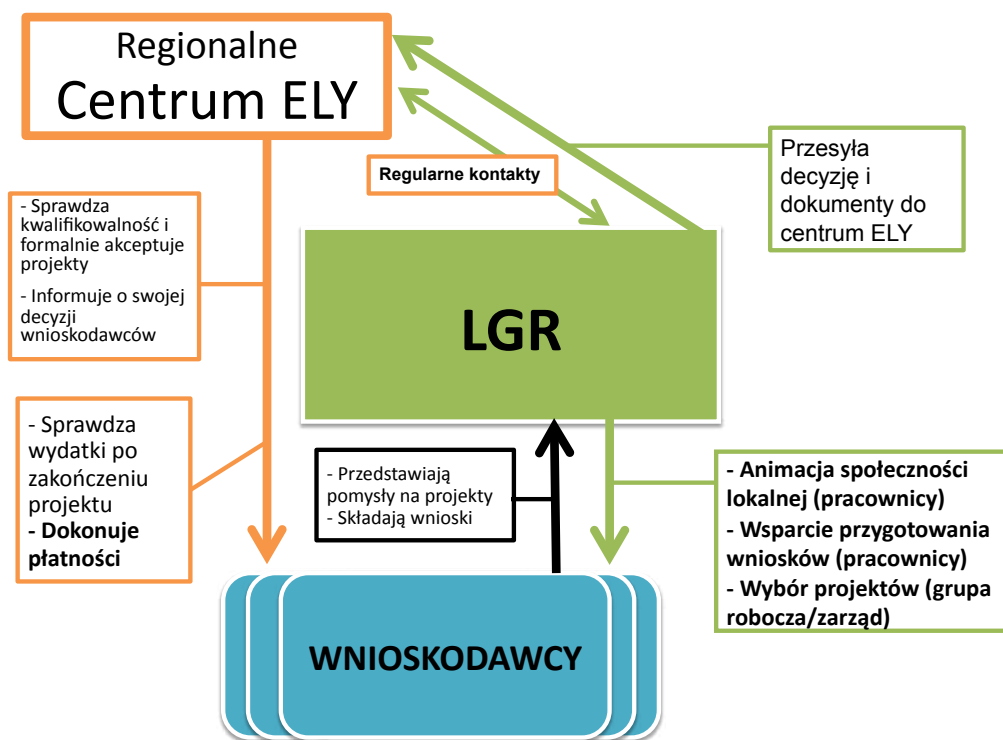 Regionalne
Centrum ELY
Regularne kontakty
Przesyła
decyzję i
dokumenty do
centrum ELY
- Sprawdza
kwalifikowalność i
formalnie akceptuje
projekty
- Informuje o swojej
decyzji
wnioskodawców
LGR
- Sprawdza
wydatki po
zakończeniu
projektu
- Dokonuje
płatności
- Przedstawiają
pomysły na projekty
- Składają wnioski
- Animacja społeczności
lokalnej (pracownicy)
- Wsparcie przygotowania
wniosków (pracownicy)
- Wybór projektów (grupa
robocza/zarząd)
WNIOSKODAWCY